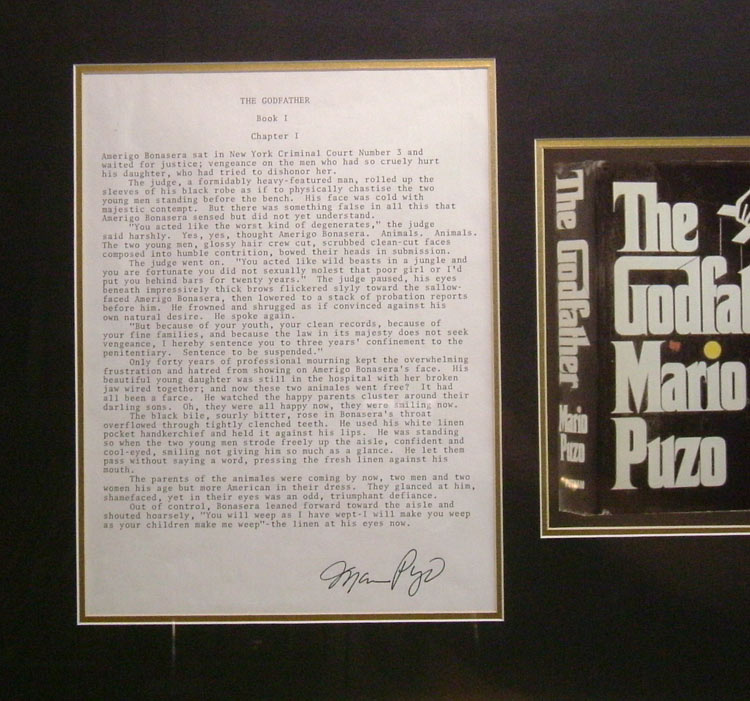 THE GODFATHER
Book I
Chapter I
Amerigo Bonasera sat in New York Criminal Court Number 3 and
waited for justice; vengeance on the men who had so cruely hurt
his daughter, who had tried to dishonor her.
The judge, a formidably heavy-featured man, rolled up the
sleeves of his black robe as if to physically chastise the two
young men standing before the bench. His face was cold with
majestic contempt. But there was something false in all this that
Amerigo Bonasera sensed but did not yet understand.
"You acted like the worst kind of degenerates," the judge
said harshly. Yes, yes, thought Amerigo Bonasera. Animals. Animals.
The two young men, glossy hair crew cut, scrubbed clean-cut faces
composed into humble contrition, bowed their heads in submission.
The judge went on. "You acted like wild beasts in a jungle and
you are fortunate you did not sexually molest that poor girl or I'd
put you behind bars for twenty years." The judge paused, his eyes
beneath impressively thick brows flickered slyly toward the sallow-
faced Amerigo Bonasera, then lowered to a stack of probation reports
before him. He frowned and shrugged as if convinced against his
own natural desire. He spoke again.
"But because of your youth, your clean records, because of
your fine families, and because the law in its majesty does not seek
vengeance, I hereby sentence you to three years' confinement to the
penitentiary. Sentence to be suspended."
Only forty years of professional mourning kept the overwhelming
frustration and hatred from showing on Amerigo Bonasera's face. His
beautiful young daughter was still in the hospital with her broken
jaw wired together; and now these two animales went free? It had
all been a farce. He watched the happy parents cluster around their
darling sons. Oh, they were all happy now, they were smiling now.
The black bile, sourly bitter, rose in Bonasera's throat
overflowed through tightly clenched teeth. He used his white linen
pocket handkerchief and held it against his lips. He was standing
so when the two young men strode freely up the aisle, confident and
cool-eyed, smiling not giving him so much as a glance. He let them
pass without saying a word, pressing the fresh linen against his
mouth.
The parents of the animales were coming by now, two men and two
women his age but more American in their dress. They glanced at him,
shamefaced, yet in their eyes was an odd, triumphant defiance.
Out of control, Bonasera leaned forward toward the aisle and
shouted hoarsely, "You will weep as I have wept-I will make you weep
as your children make me weep"-the linen at his eyes now.
Mario Puzo
The Godfather
Mario
Puzo
The
Godfa
Mario
Puzo